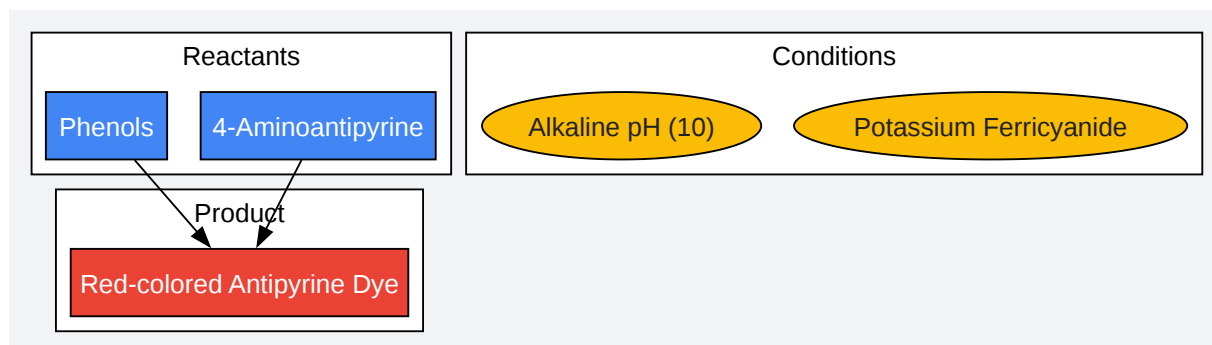 Reactants
Phenols
4-Aminoantipyrine
Conditions
Alkaline pH (10)
Potassium Ferricyanide
Product
Red-colored Antipyrine Dye